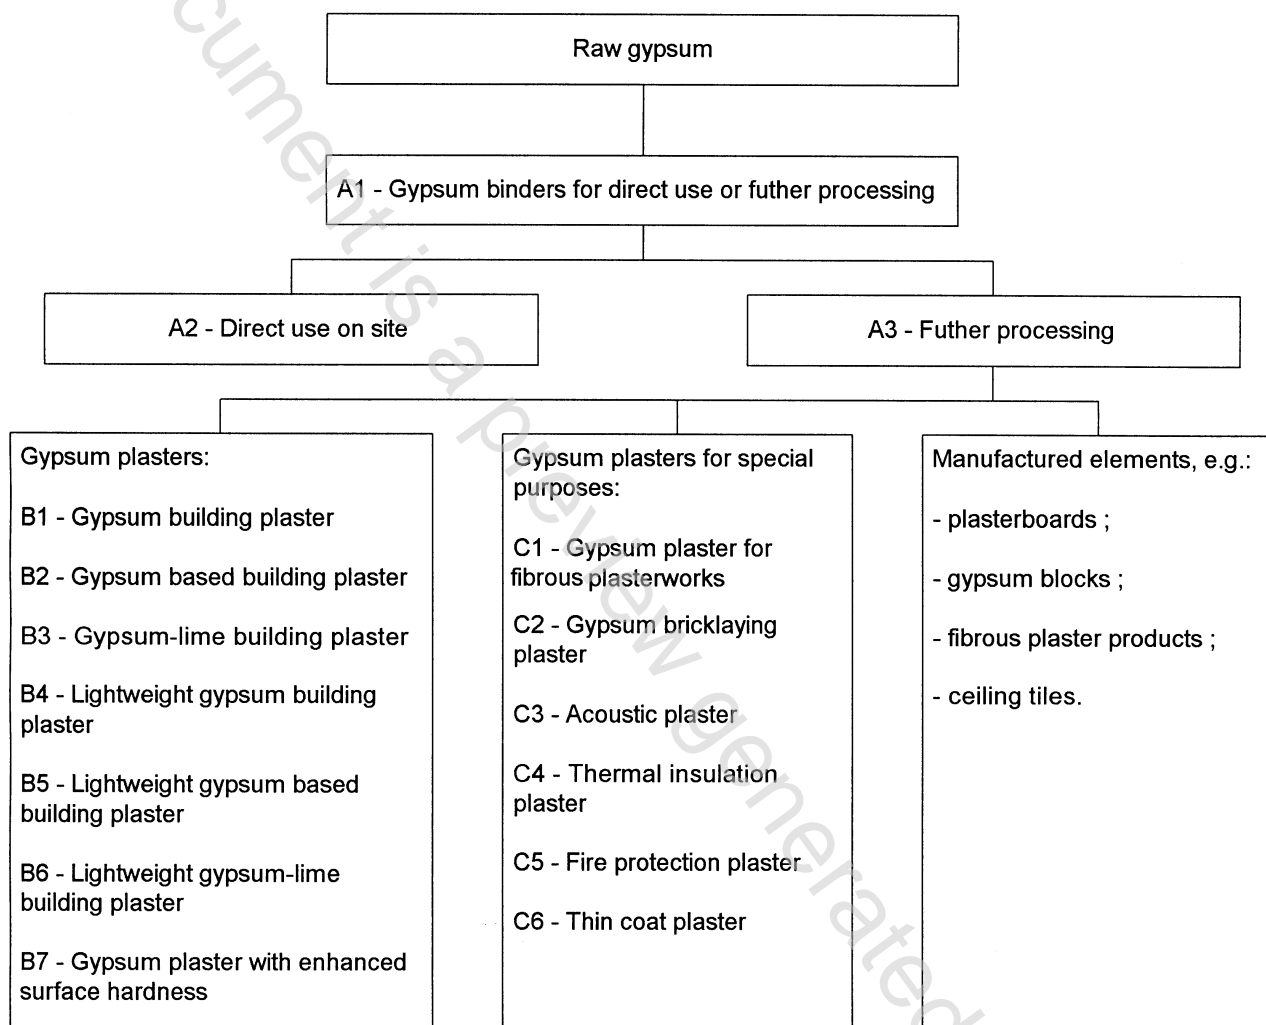 Raw gypsum
A1 - Gypsum binders for direct use or futher processing
A2 - Direct use on site
A3 - Futher processing
Gypsum plasters:
B1 - Gypsum building plaster
B2 - Gypsum based building plaster
B3 - Gypsum-lime building plaster
B4 - Lightweight gypsum building
plaster
B5 - Lightweight gypsum based
building plaster
B6 - Lightweight gypsum-lime
building plaster
B7 - Gypsum plaster with enhanced
surface hardness
Gypsum plasters for special
purposes:
C1 - Gypsum plaster for
fibrous plasterworks
C2 - Gypsum bricklaying
plaster
C3 - Acoustic plaster
C4 - Thermal insulation
plaster
C5 - Fire protection plaster
C6 - Thin coat plaster
Manufactured elements, e.g.:
- plasterboards ;
- gypsum blocks ;
- fibrous plaster products ;
- ceiling tiles.
cument is a preview generated